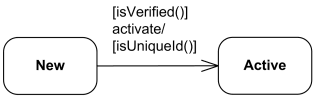 [isVerified()]
activate/
[isUniqueId()]
New
Active